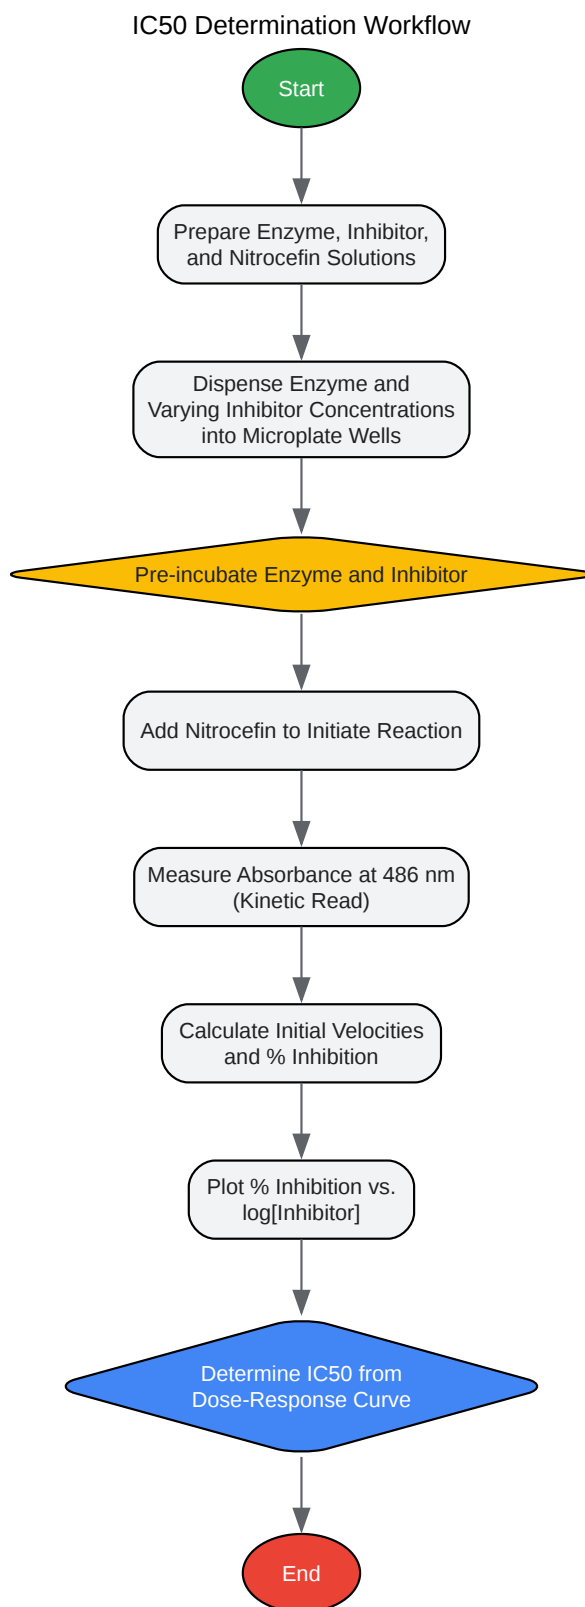 IC50 Determination Workflow
Start
Prepare Enzyme, Inhibitor,
and Nitrocefin Solutions
Dispense Enzyme and
Varying Inhibitor Concentrations
into Microplate Wells
Pre-incubate Enzyme and Inhibitor
Add Nitrocefin to Initiate Reaction
Measure Absorbance at 486 nm
(Kinetic Read)
Calculate Initial Velocities
and % Inhibition
Plot % Inhibition vs.
log[Inhibitor]
Determine IC50 from
Dose-Response Curve
End